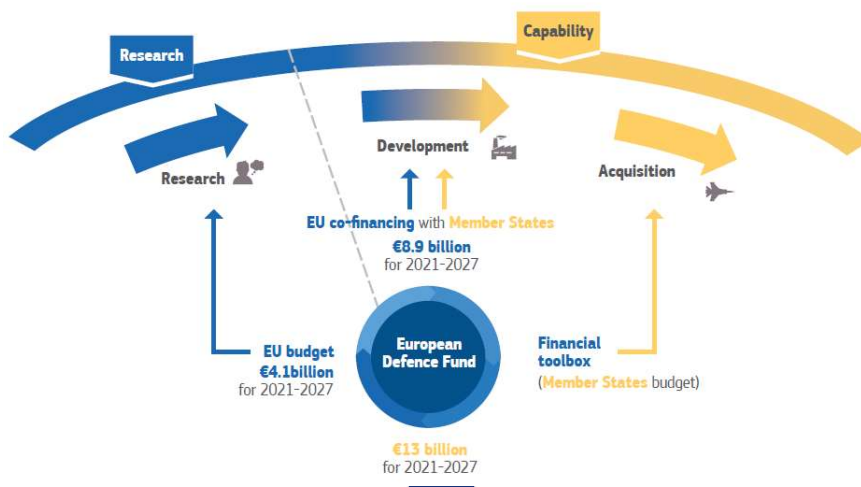 Research
Capability
Research
Development
Acquisition
EU co-financing with Member States
€8.9 billion
for 2021-2027
EU budget
€4.1billion
for 2021-2027
European
Defence Fund
Financial
toolbox
(Member States budget)
€13 billion
for 2021-2027